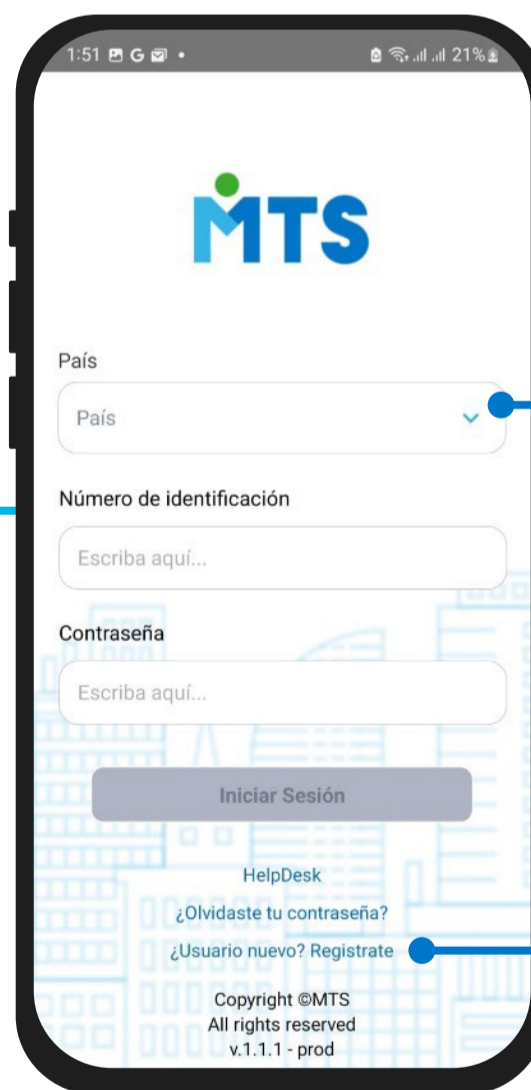 1:51 G 21%
MTS
País
País
Número de identificación
Escriba aquí...
Contraseña
Escriba aquí...
Iniciar Sesión
HelpDesk
¿Olvidaste tu contraseña?
¿Usuario nuevo? Registrate
Copyright ©MTS
All rights reserved
v.1.1.1 - prod